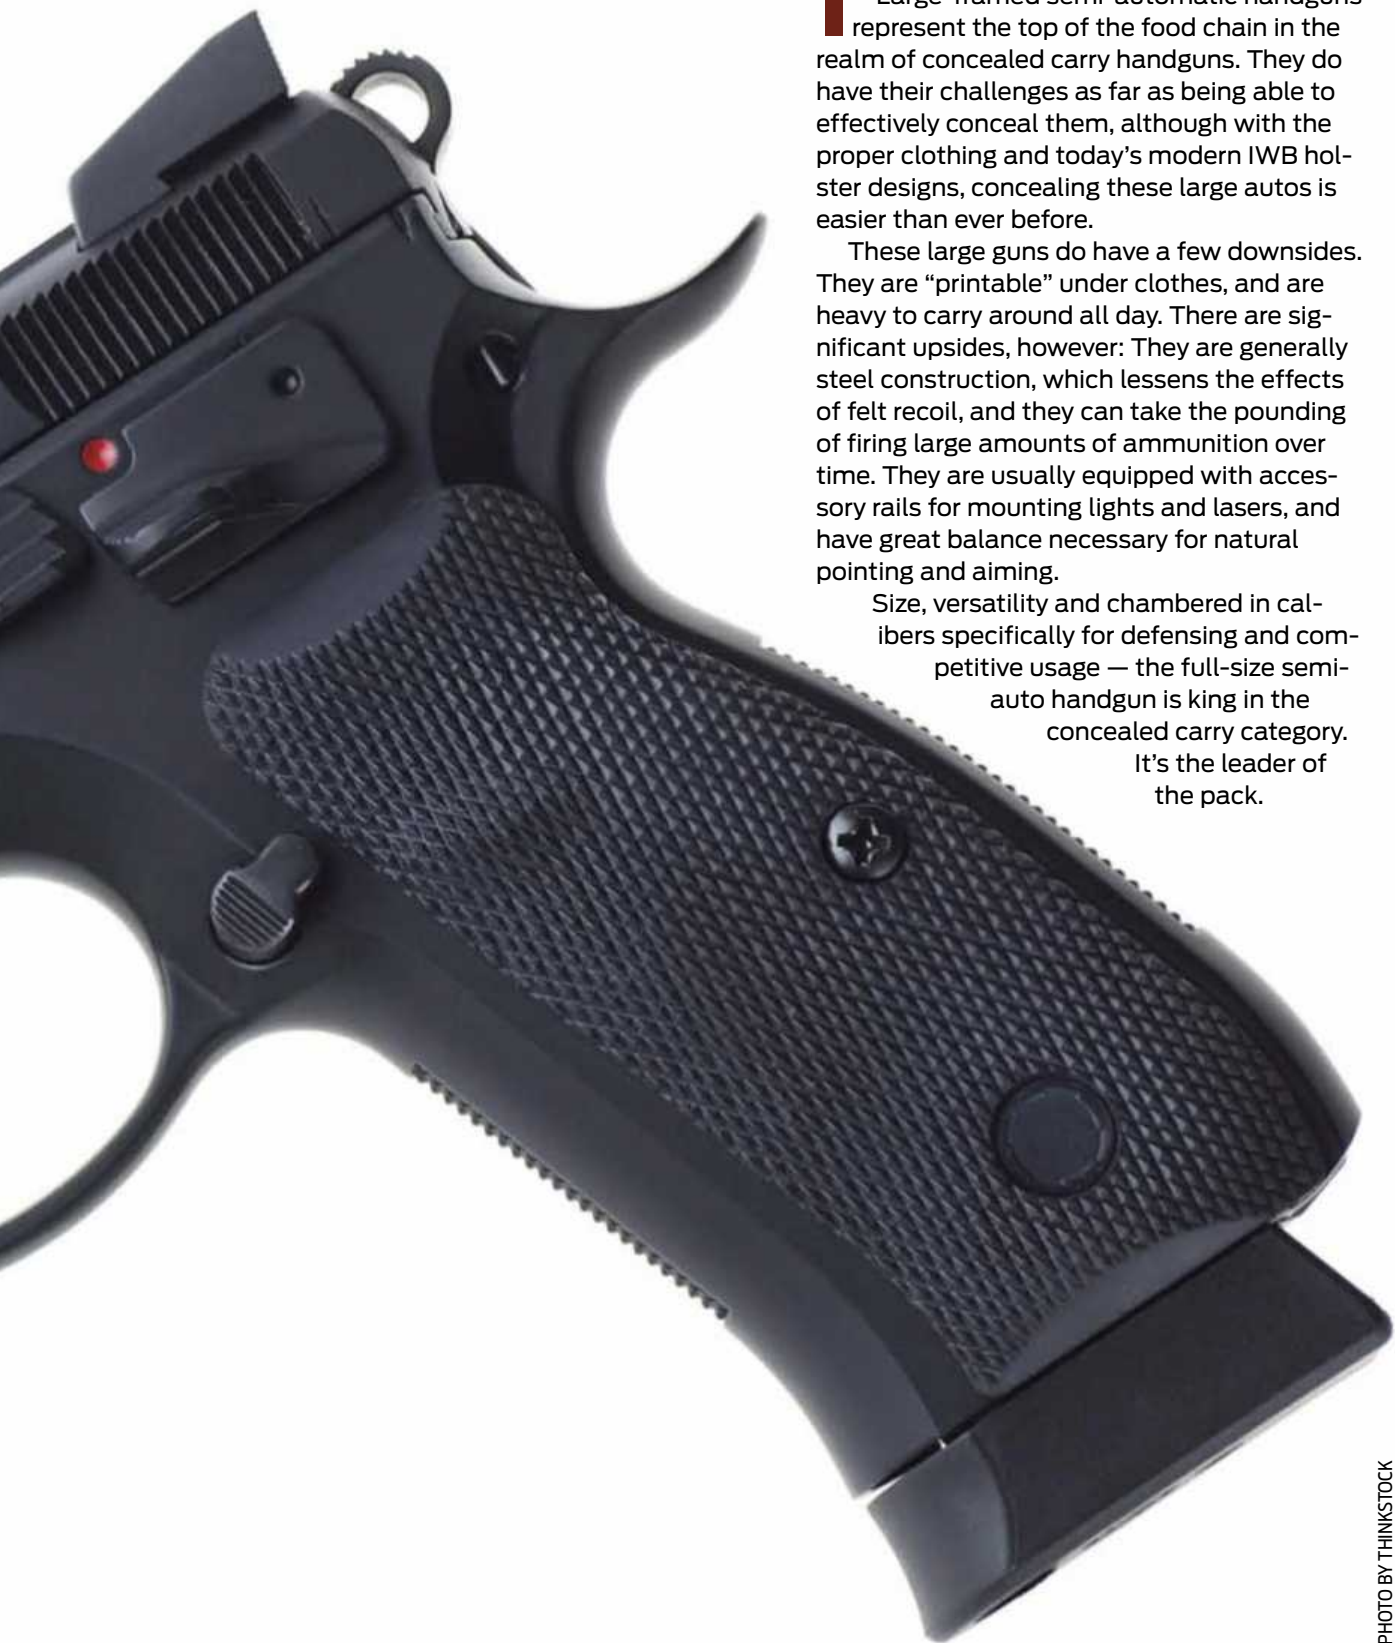 Large-framed semi-automatic handguns
represent the top of the food chain in the
realm of concealed carry handguns. They do
have their challenges as far as being able to
effectively conceal them, although with the
proper clothing and today's modern IWB hol-
ster designs, concealing these large autos is
easier than ever before.
These large guns do have a few downsides.
They are “printable” under clothes, and are
heavy to carry around all day. There are sig-
nificant upsides, however: They are generally
steel construction, which lessens the effects
of felt recoil, and they can take the pounding
of firing large amounts of ammunition over
time. They are usually equipped with acces-
sory rails for mounting lights and lasers, and
have great balance necessary for natural
pointing and aiming.
Size, versatility and chambered in cal-
ibers specifically for defensing and com-
petitive usage — the full-size semi-
auto handgun is king in the
concealed carry category.
It's the leader of
the pack.
PHOTO BY THINKSTOCK